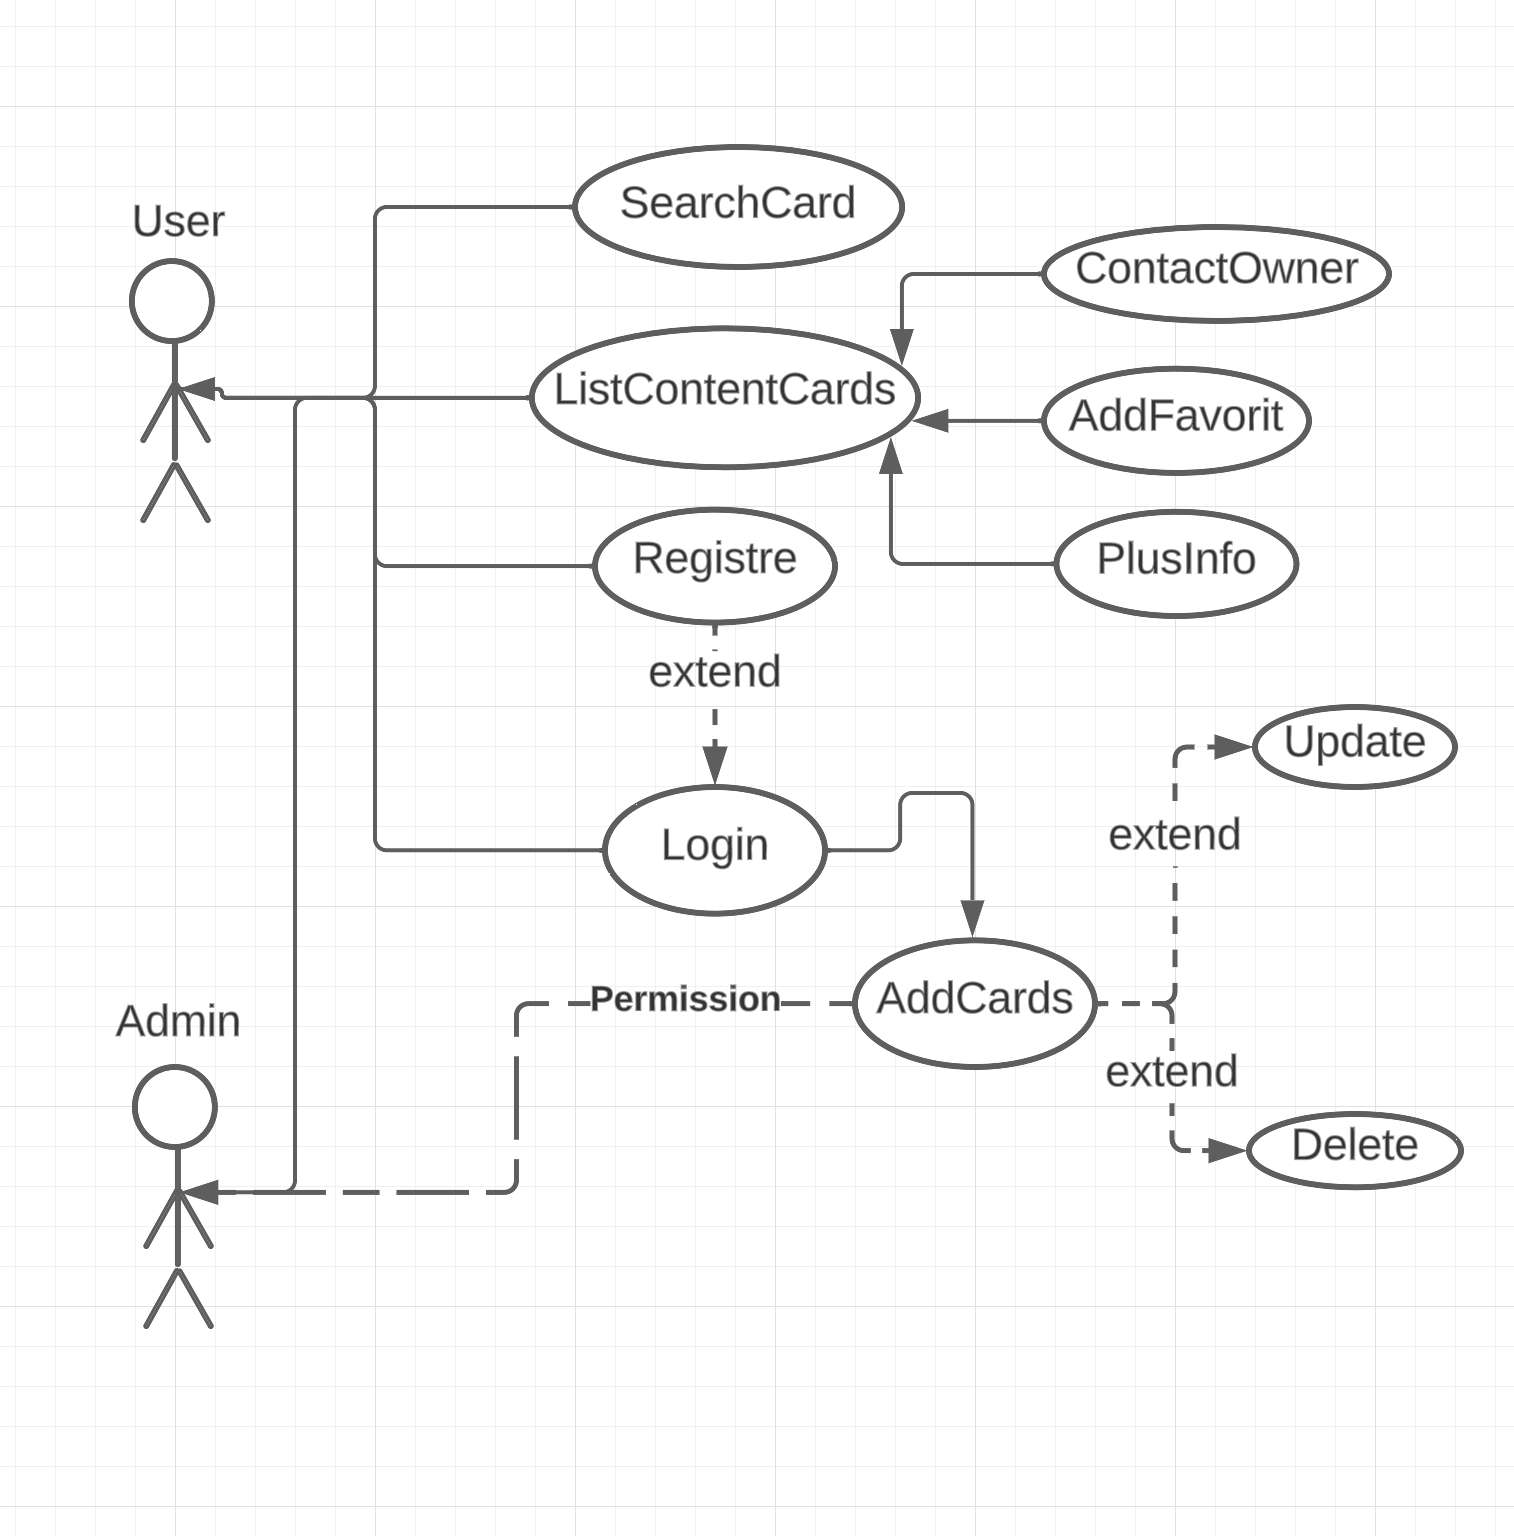 User
SearchCard
ContactOwner
ListContentCards
AddFavorit
Registre
PlusInfo
extend
Update
Login
extend
Admin
Permission
AddCards
extend
Delete